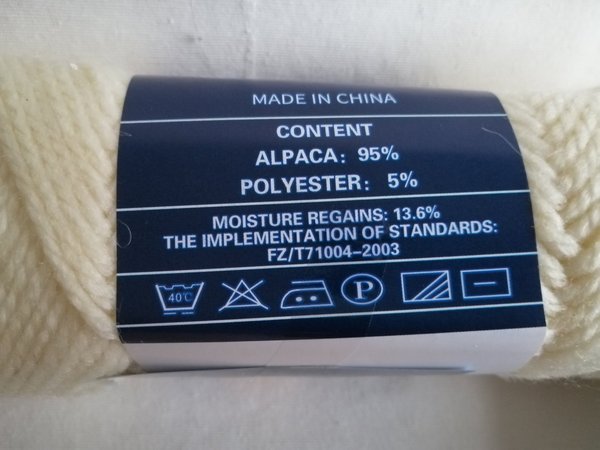 MADE IN CHINA
CONTENT
ALPACA: 95%
POLYESTER: 5%
MOISTURE REGAINS: 13.6%
THE IMPLEMENTATION OF STANDARDS:
FZ/T71004-2003
40℃ P